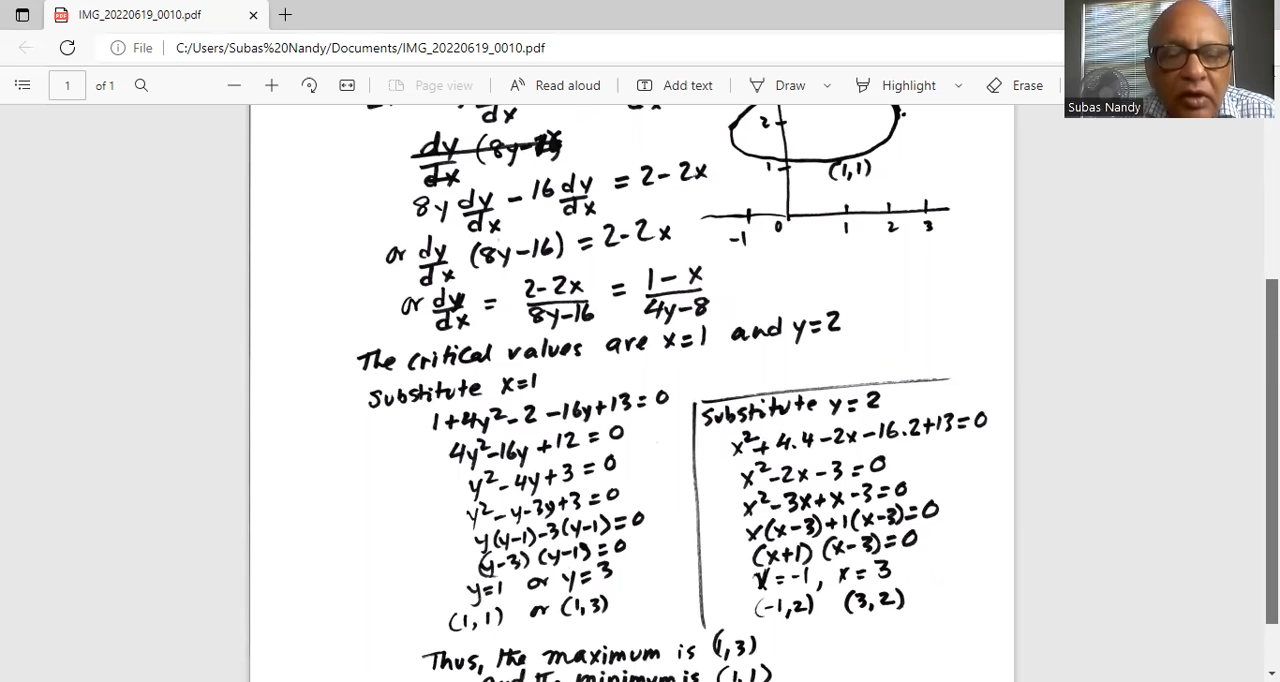 IMG_20220619_0010.pdf
File C:/Users/Subas%20Nandy/Documents/IMG_20220619_0010.pdf
1 of 1 Page view Read aloud Add text Draw Highlight Erase
Subas Nandy
dx
dy/dx (8y-
8y dy/dx - 16 dy/dx = 2 - 2x
or dy/dx (8y-16) = 2-2x
or dy/dx = (2-2x)/(8y-16) = (1-x)/(4y-8)
2
1
(1,1)
-1 0 1 2 3
The critical values are x=1 and y=2
Substitute x=1
1+4y²-2-16y+13=0
4y²-16y+12=0
y²-4y+3=0
y²-y-3y+3=0
y(y-1)-3(y-1)=0
(y-3)(y-1)=0
y=1 or y=3
(1,1) or (1,3)
Substitute y=2
x²+4.4-2x-16.2+13=0
x²-2x-3=0
x²-3x+x-3=0
x(x-3)+1(x-3)=0
(x+1)(x-3)=0
x=-1, x=3
(-1,2) (3,2)
Thus, the maximum is (1,3)
and the minimum is (1,1)